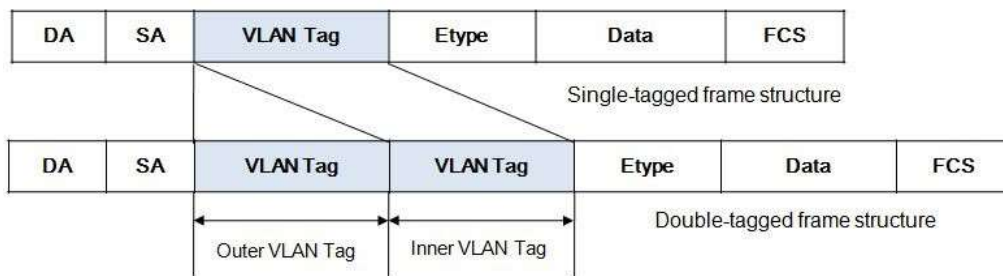 DA SA VLAN Tag Etype Data FCS
Single-tagged frame structure
DA SA VLAN Tag VLAN Tag Etype Data FCS
Double-tagged frame structure
Outer VLAN Tag Inner VLAN Tag